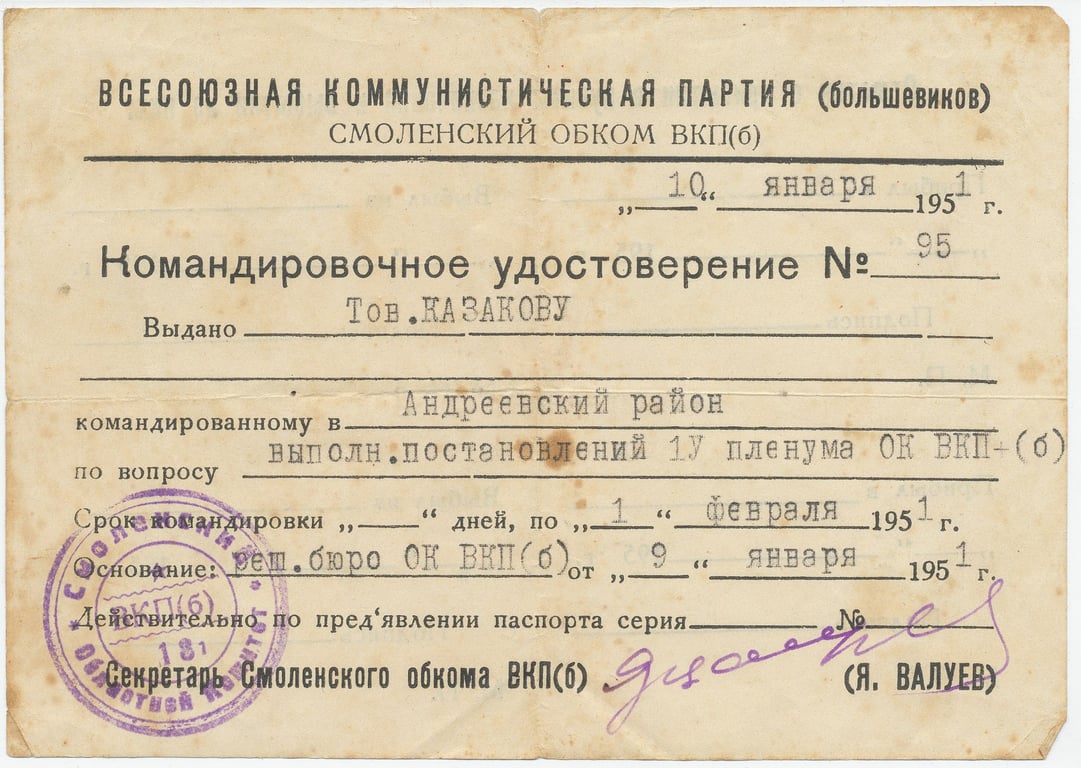 ВСЕСОЮЗНАЯ КОММУНИСТИЧЕСКАЯ ПАРТИЯ (большевиков)
СМОЛЕНСКИЙ ОБКОМ ВКП(б)
„ 10 “ января 1951 г.
Командировочное удостоверение № 95
Выдано Тов.КАЗАКОВУ
командированному в Андреевский район
по вопросу выполн.постановлений 1У пленума ОК ВКП+(б)
Срок командировки „ “ дней, по „ 1 “ февраля 1951 г.
Основание: реш.бюро ОК ВКП(б) от „ 9 “ января 1951 г.
Действительно по пред'явлении паспорта серия №
Секретарь Смоленского обкома ВКП(б) (Я. ВАЛУЕВ)
Смоленский Областной Комитет
ВКП(б)